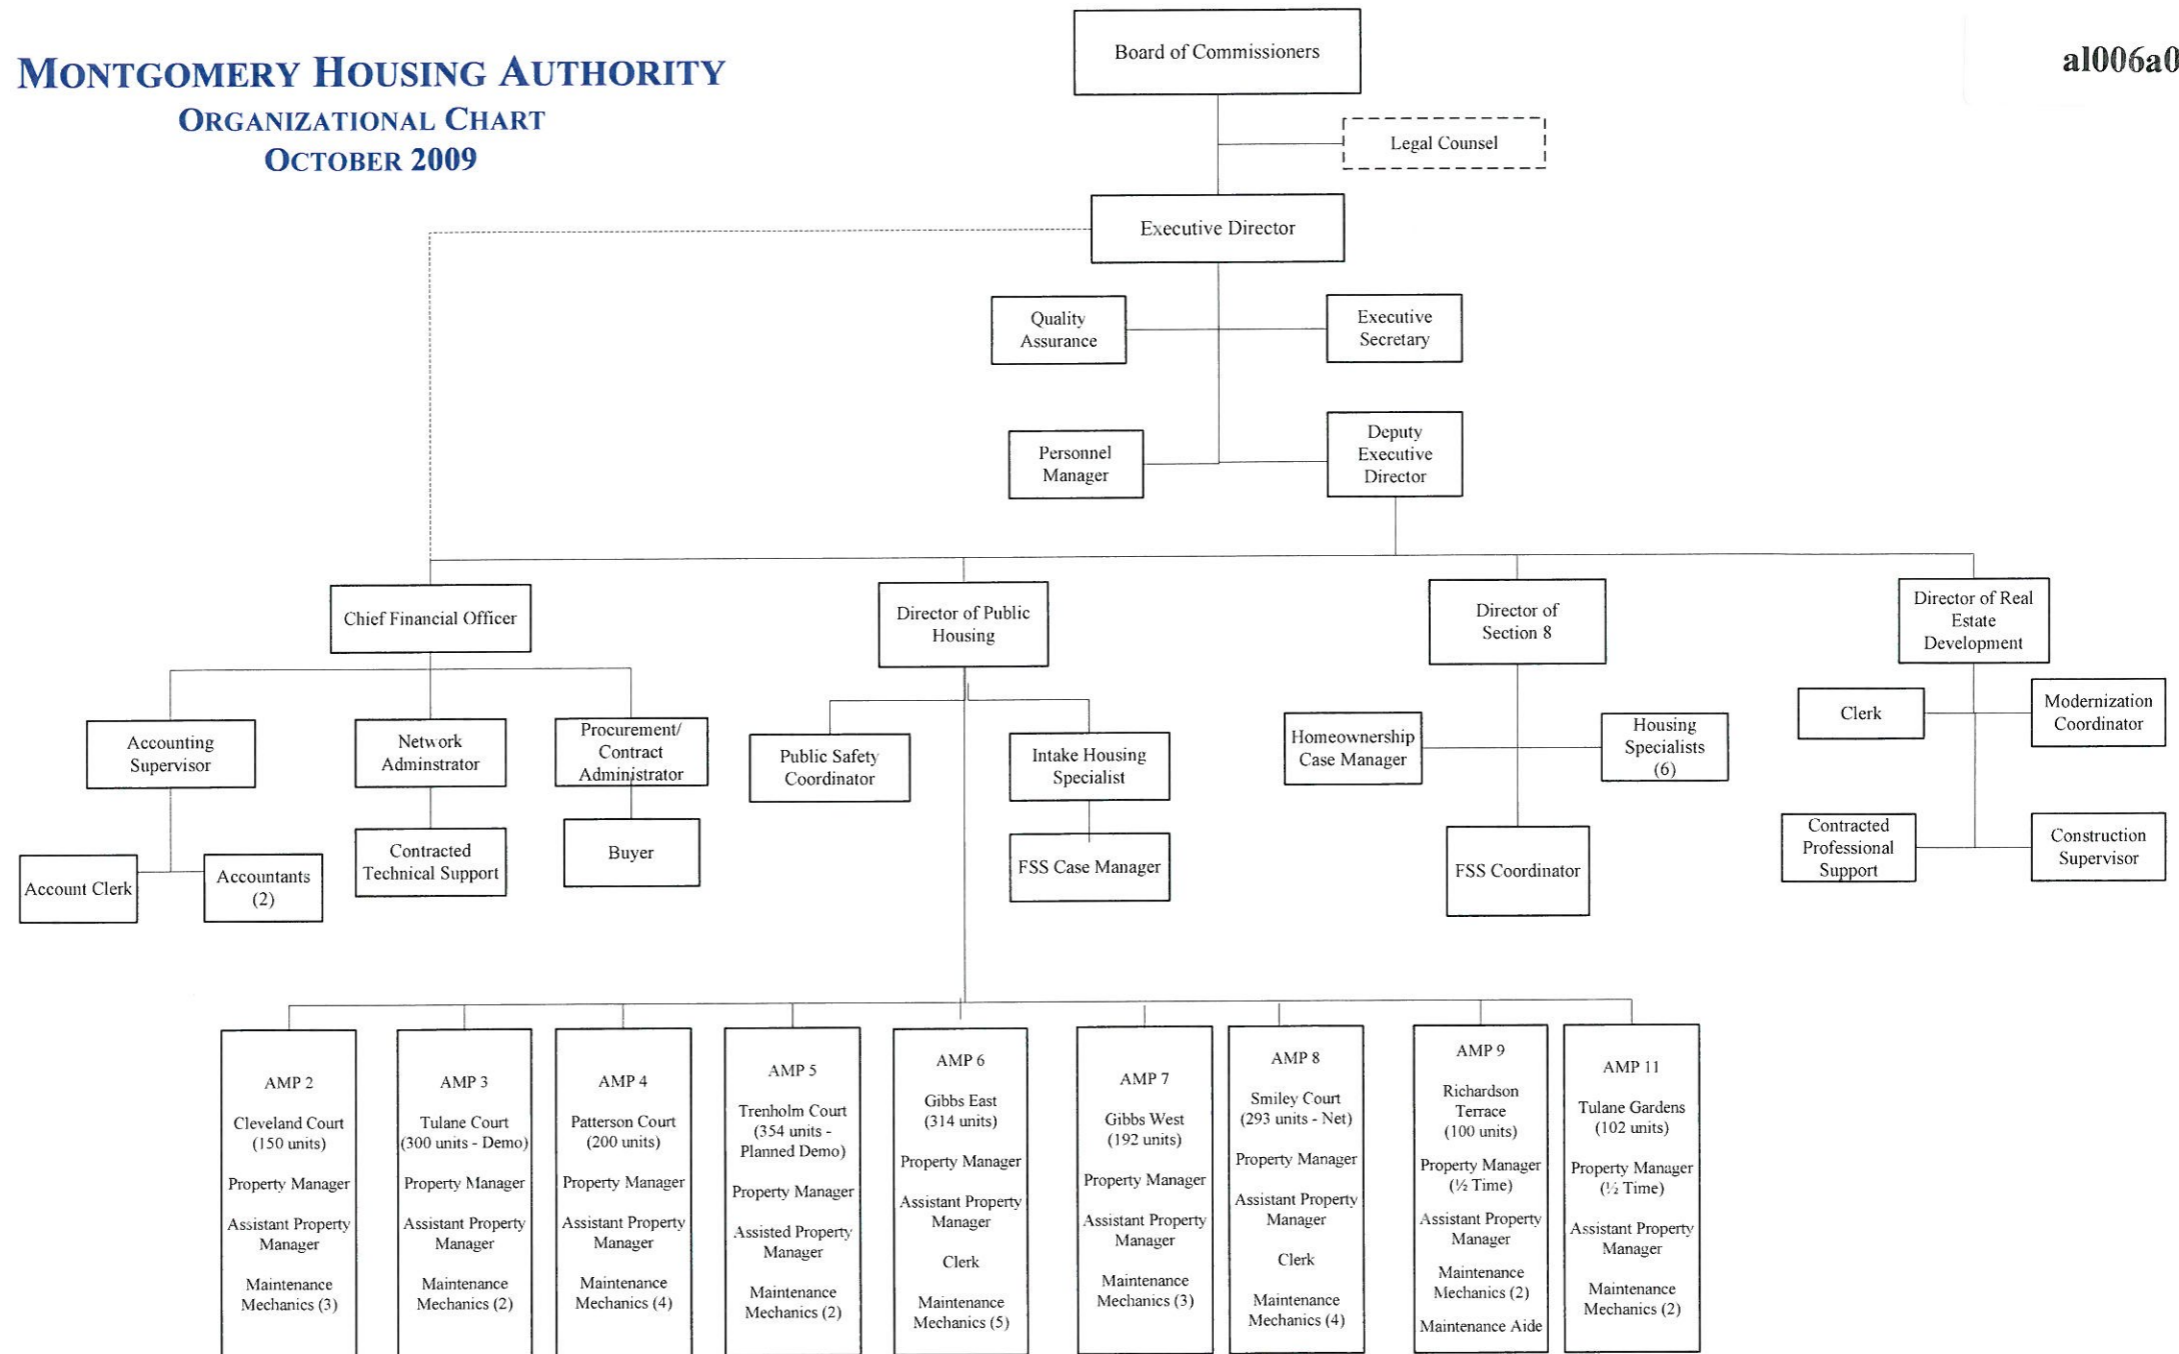 MONTGOMERY HOUSING AUTHORITY
ORGANIZATIONAL CHART
OCTOBER 2009
al006a0
Board of Commissioners
Legal Counsel
Executive Director
Quality
Assurance
Executive
Secretary
Personnel
Manager
Deputy
Executive
Director
Chief Financial Officer
Director of Public
Housing
Director of
Section 8
Director of Real
Estate
Development
Accounting
Supervisor
Network
Adminstrator
Procurement/
Contract
Administrator
Public Safety
Coordinator
Intake Housing
Specialist
Homeownership
Case Manager
Housing
Specialists
(6)
Clerk
Modernization
Coordinator
Account Clerk
Accountants
(2)
Contracted
Technical Support
Buyer
FSS Case Manager
FSS Coordinator
Contracted
Professional
Support
Construction
Supervisor
AMP 2
Cleveland Court
(150 units)
Property Manager
Assistant Property
Manager
Maintenance
Mechanics (3)
AMP 3
Tulane Court
(300 units - Demo)
Property Manager
Assistant Property
Manager
Maintenance
Mechanics (2)
AMP 4
Patterson Court
(200 units)
Property Manager
Assistant Property
Manager
Maintenance
Mechanics (4)
AMP 5
Trenholm Court
(354 units -
Planned Demo)
Property Manager
Assisted Property
Manager
Maintenance
Mechanics (2)
AMP 6
Gibbs East
(314 units)
Property Manager
Assistant Property
Manager
Clerk
Maintenance
Mechanics (5)
AMP 7
Gibbs West
(192 units)
Property Manager
Assistant Property
Manager
Maintenance
Mechanics (3)
AMP 8
Smiley Court
(293 units - Net)
Property Manager
Assistant Property
Manager
Clerk
Maintenance
Mechanics (4)
AMP 9
Richardson
Terrace
(100 units)
Property Manager
(½ Time)
Assistant Property
Manager
Maintenance
Mechanics (2)
Maintenance Aide
AMP 11
Tulane Gardens
(102 units)
Property Manager
(½ Time)
Assistant Property
Manager
Maintenance
Mechanics (2)